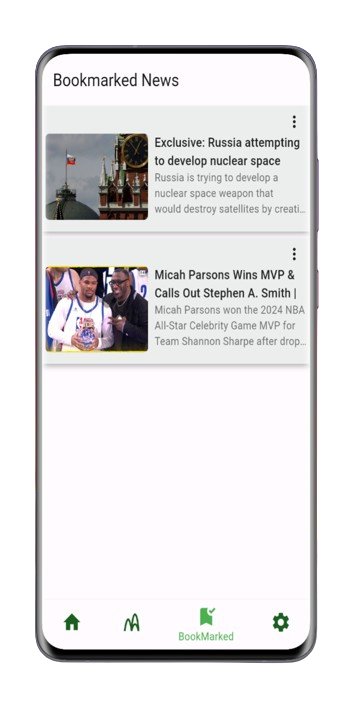 Bookmarked News
Exclusive: Russia attempting
to develop nuclear space
Russia is trying to develop a
nuclear space weapon that
would destroy satellites by creati...
Micah Parsons Wins MVP &
Calls Out Stephen A. Smith |
Micah Parsons won the 2024 NBA
All-Star Celebrity Game MVP for
Team Shannon Sharpe after drop...
BookMarked